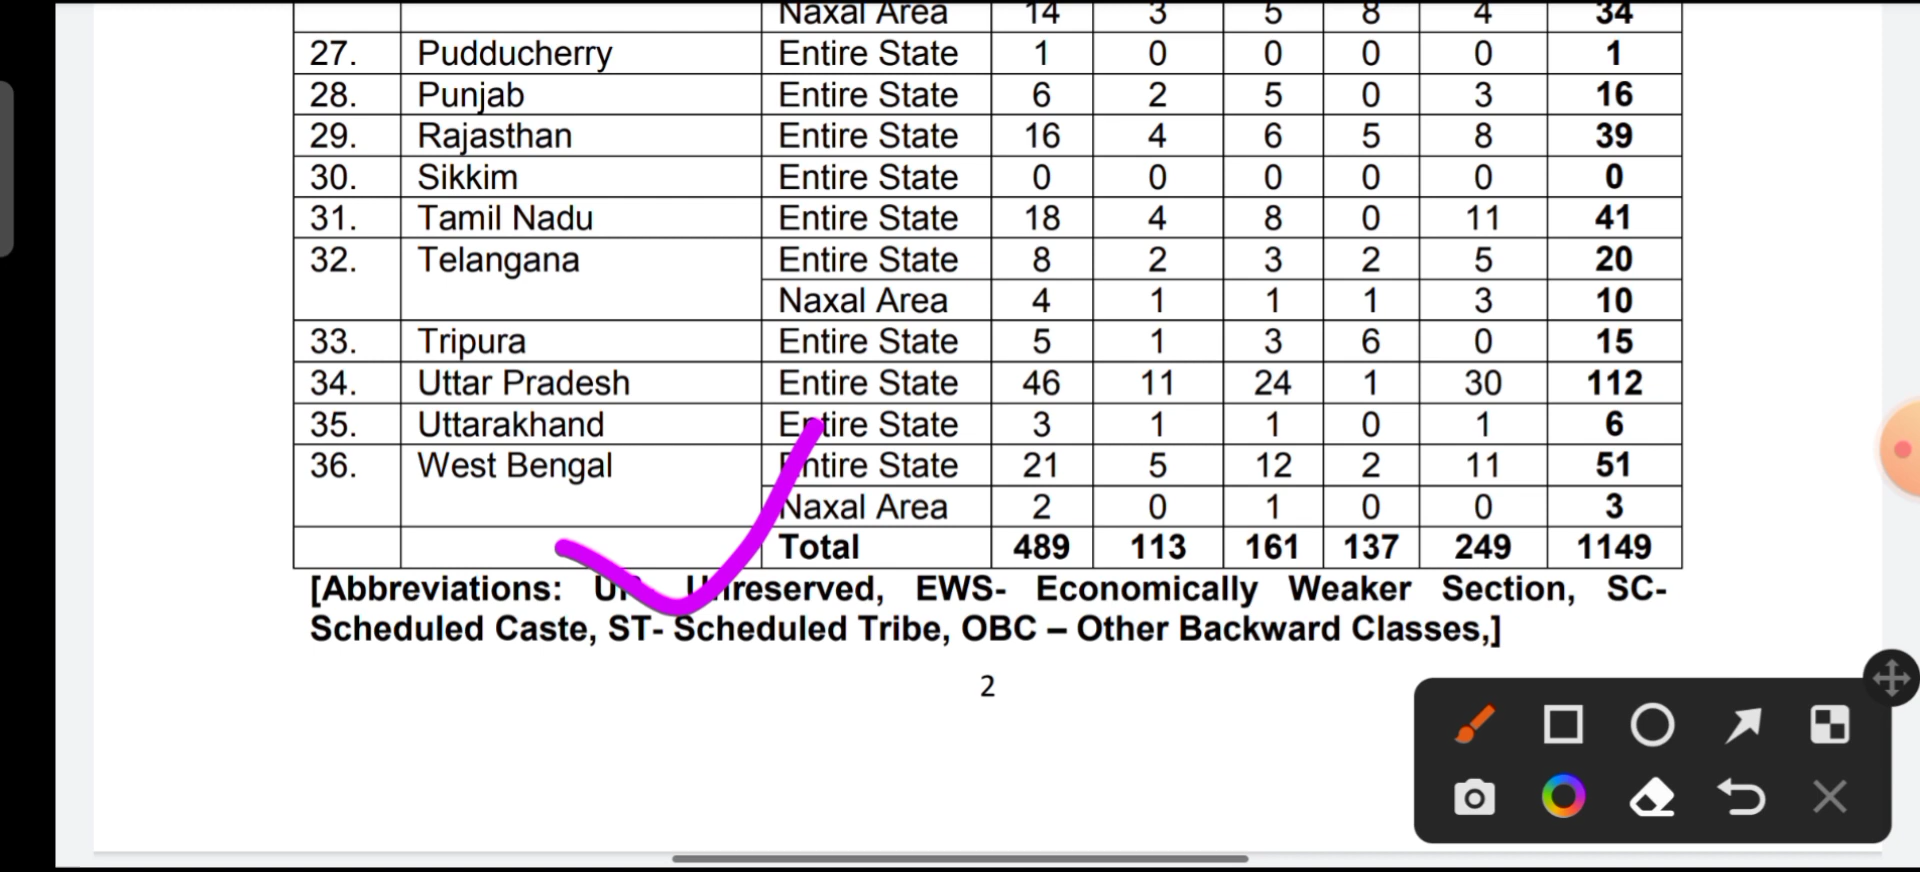 Naxal Area 14 3 5 8 4 34
27. Pudducherry Entire State 1 0 0 0 0 1
28. Punjab Entire State 6 2 5 0 3 16
29. Rajasthan Entire State 16 4 6 5 8 39
30. Sikkim Entire State 0 0 0 0 0 0
31. Tamil Nadu Entire State 18 4 8 0 11 41
32. Telangana Entire State 8 2 3 2 5 20
Naxal Area 4 1 1 1 3 10
33. Tripura Entire State 5 1 3 6 0 15
34. Uttar Pradesh Entire State 46 11 24 1 30 112
35. Uttarakhand Entire State 3 1 1 0 1 6
36. West Bengal Entire State 21 5 12 2 11 51
Naxal Area 2 0 1 0 0 3
Total 489 113 161 137 249 1149
[Abbreviations: UR- Unreserved, EWS- Economically Weaker Section, SC-
Scheduled Caste, ST- Scheduled Tribe, OBC – Other Backward Classes,]
2